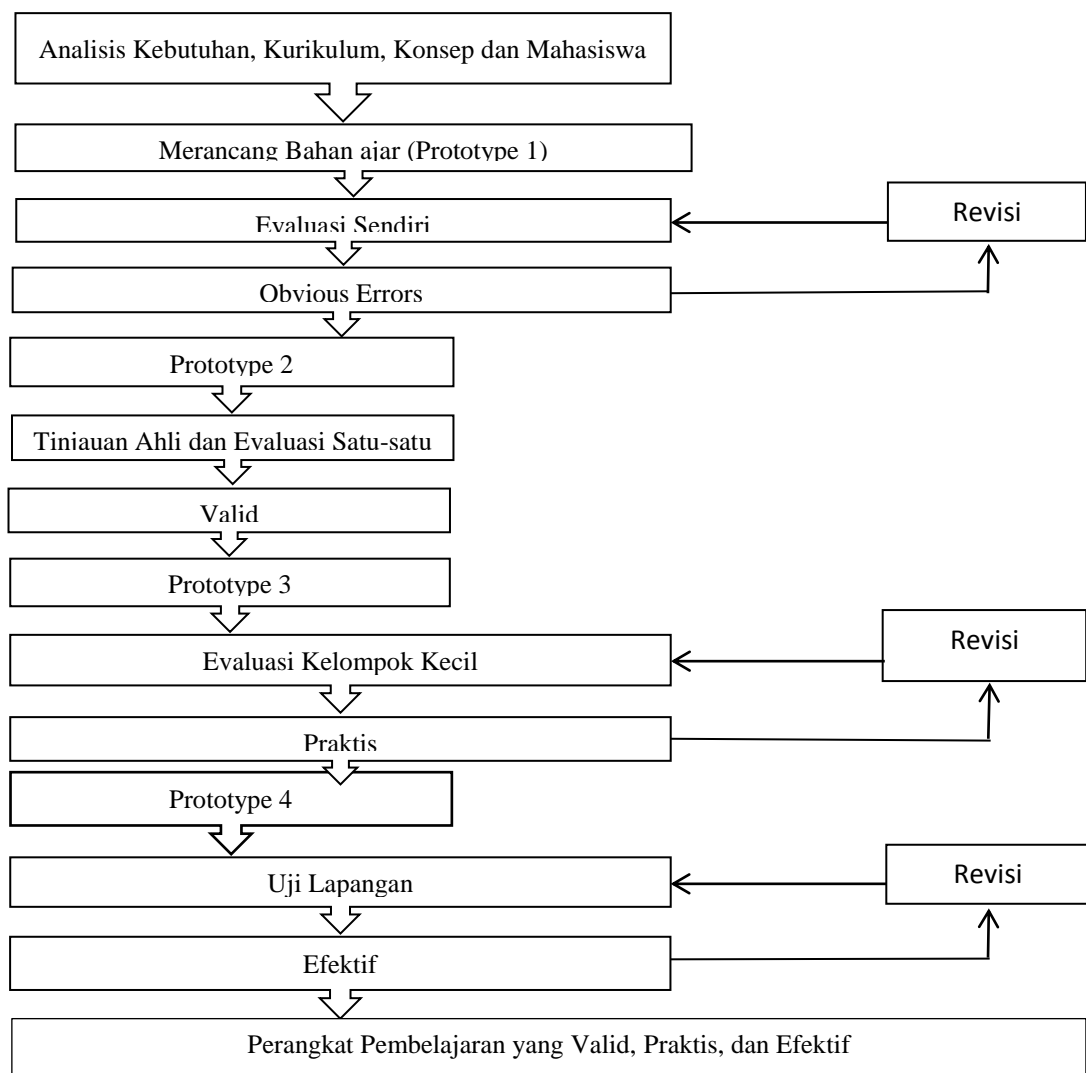 Analisis Kebutuhan, Kurikulum, Konsep dan Mahasiswa
Merancang Bahan ajar (Prototype 1)
Evaluasi Sendiri
Revisi
Obvious Errors
Prototype 2
Tinjauan Ahli dan Evaluasi Satu-satu
Valid
Prototype 3
Evaluasi Kelompok Kecil
Revisi
Praktis
Prototype 4
Uji Lapangan
Revisi
Efektif
Perangkat Pembelajaran yang Valid, Praktis, dan Efektif